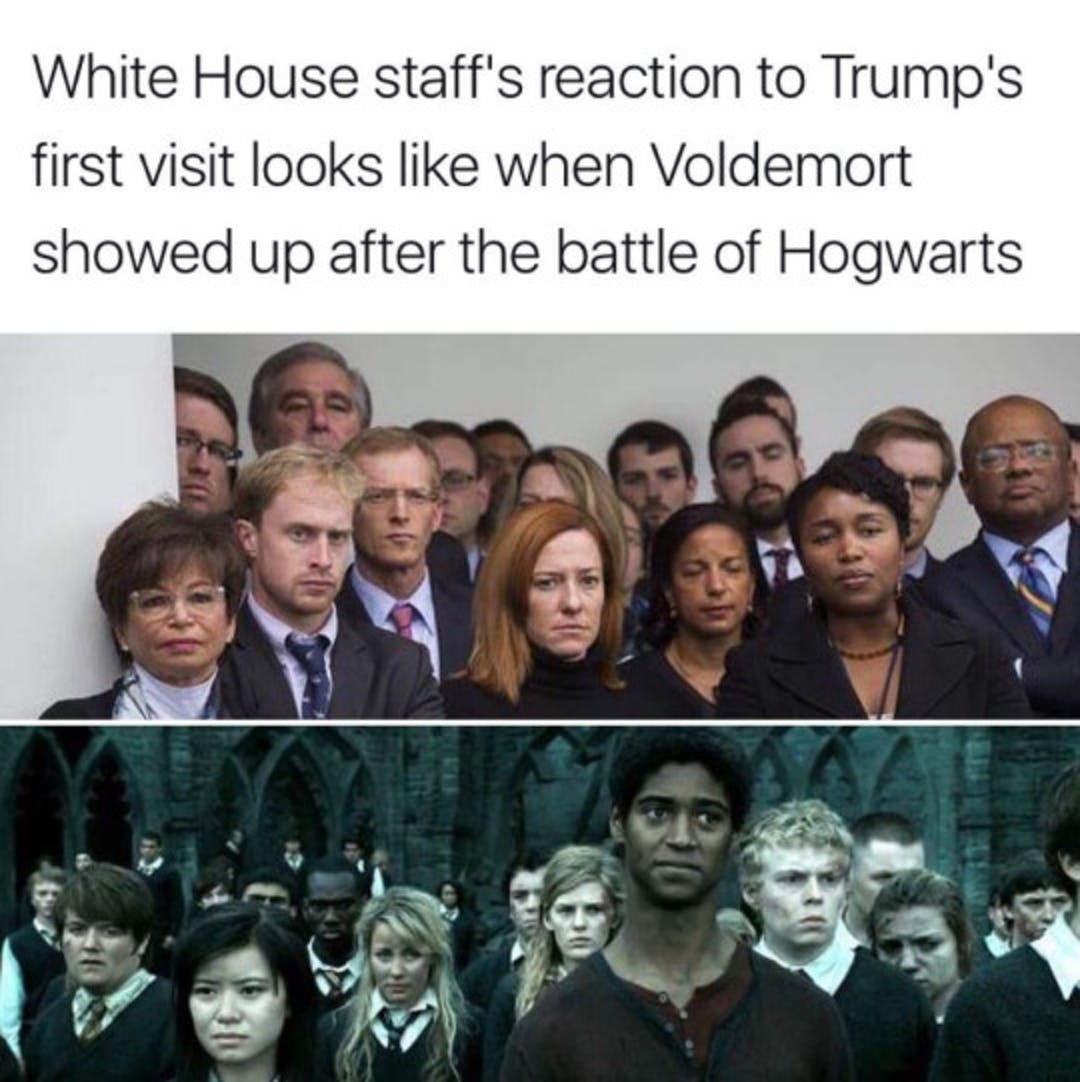 White House staff's reaction to Trump's
first visit looks like when Voldemort
showed up after the battle of Hogwarts